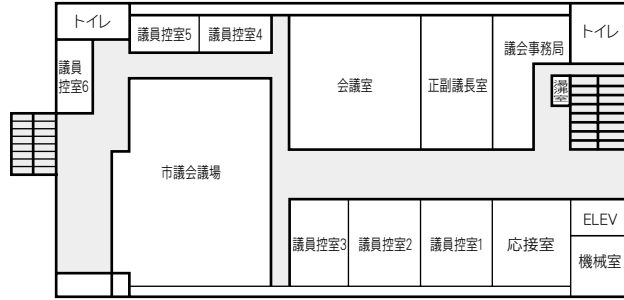 トイレ
議員控室5
議員控室4
議会事務局
トイレ
議員
控室6
会議室
正副議長室
湯沸室
市議会議場
議員控室3
議員控室2
議員控室1
応接室
ELEV
機械室